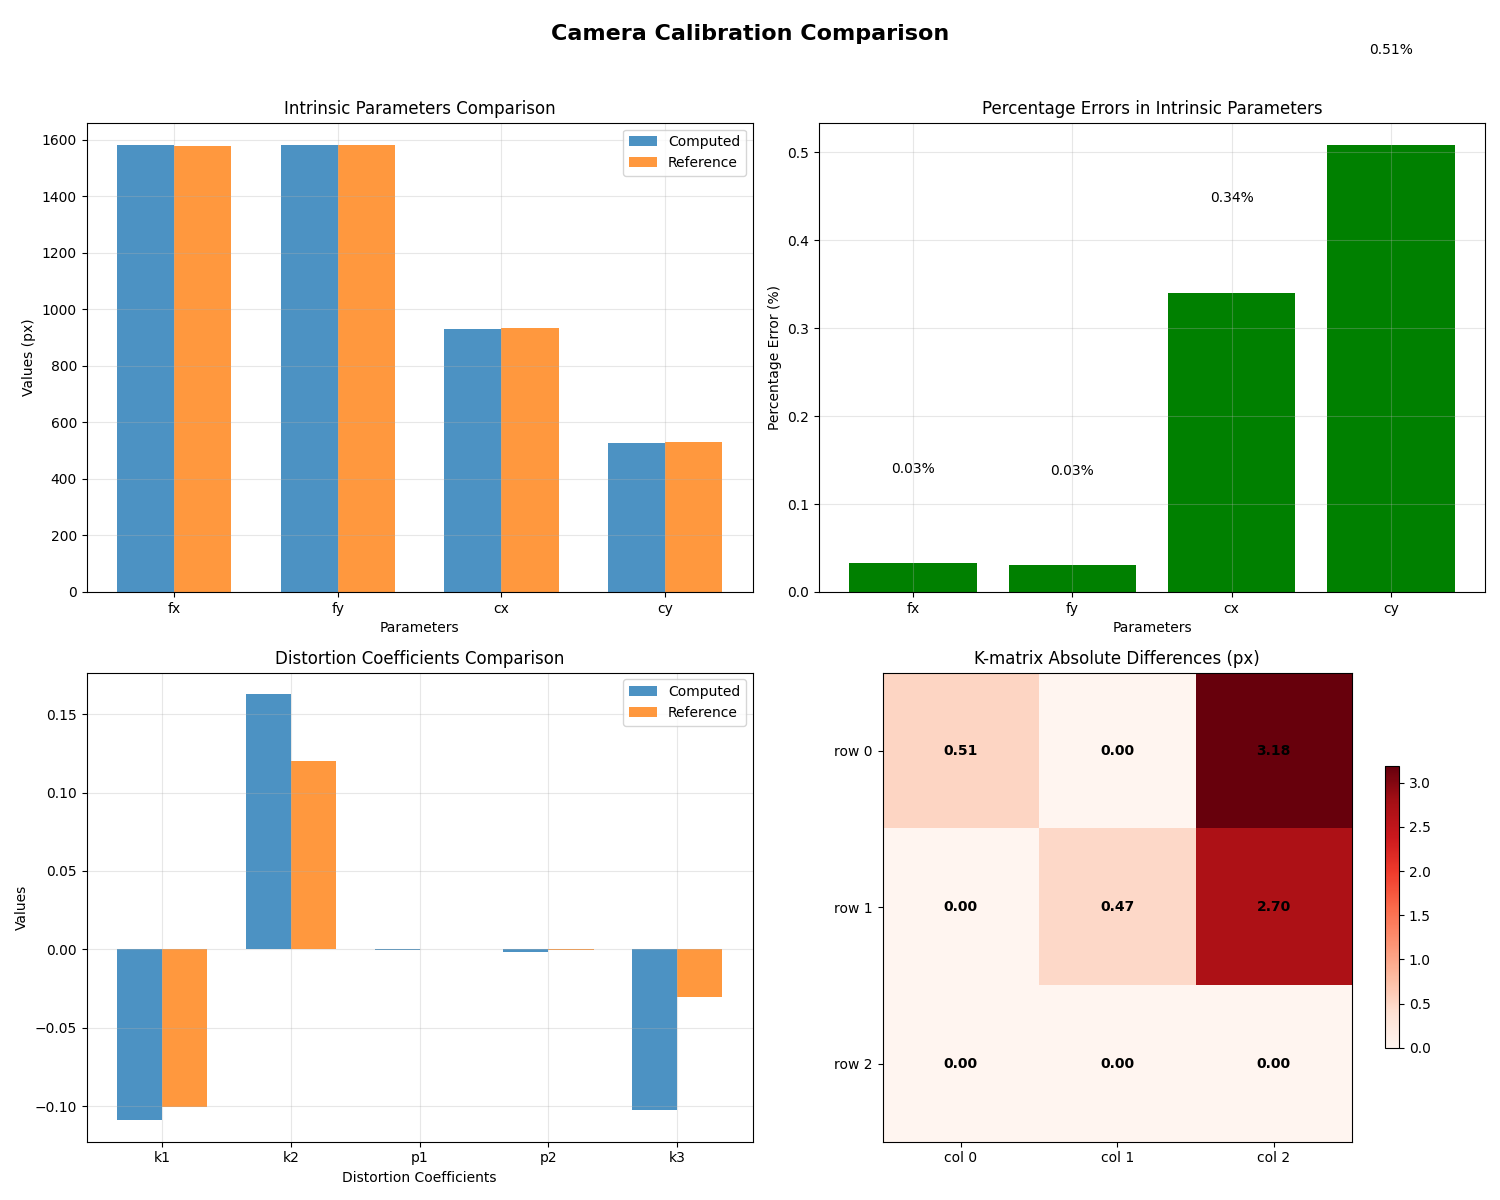 Camera Calibration Comparison
Intrinsic Parameters Comparison
Values (px)
1600
1400
1200
1000
800
600
400
200
0
Computed
Reference
fx
fy
cx
cy
Parameters
Percentage Errors in Intrinsic Parameters
Percentage Error (%)
0.5
0.4
0.3
0.2
0.1
0.0
0.03%
0.03%
0.34%
0.51%
fx
fy
cx
cy
Parameters
Distortion Coefficients Comparison
Values
0.15
0.10
0.05
0.00
−0.05
−0.10
Computed
Reference
k1
k2
p1
p2
k3
Distortion Coefficients
K-matrix Absolute Differences (px)
row 0
0.51
0.00
3.18
row 1
0.00
0.47
2.70
row 2
0.00
0.00
0.00
col 0
col 1
col 2
3.0
2.5
2.0
1.5
1.0
0.5
0.0